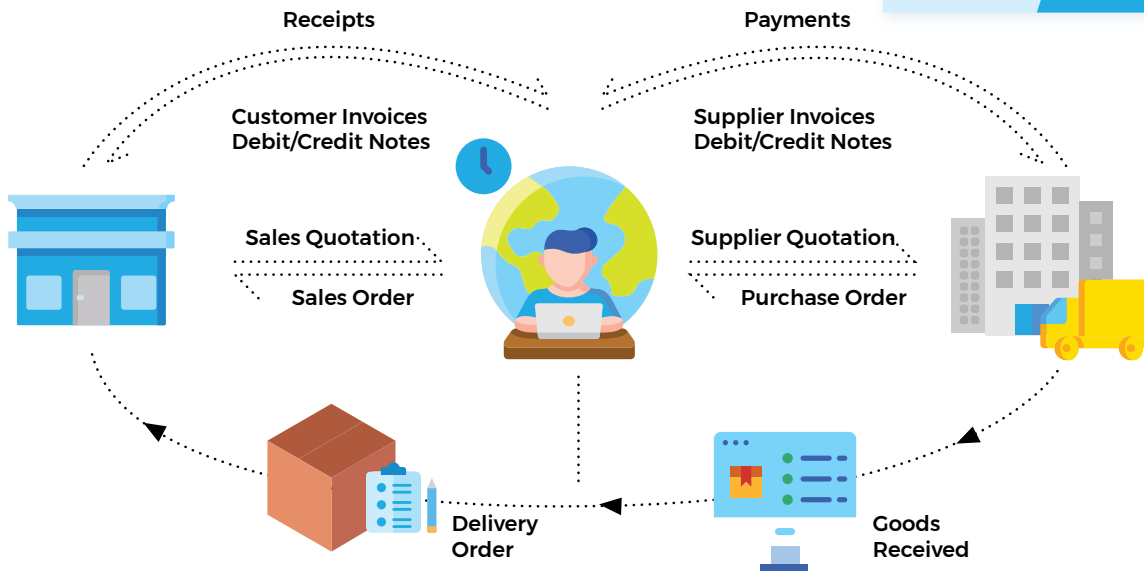 Receipts
Payments
Customer Invoices
Debit/Credit Notes
Supplier Invoices
Debit/Credit Notes
Sales Quotation
Supplier Quotation
Sales Order
Purchase Order
Delivery
Order
Goods
Received